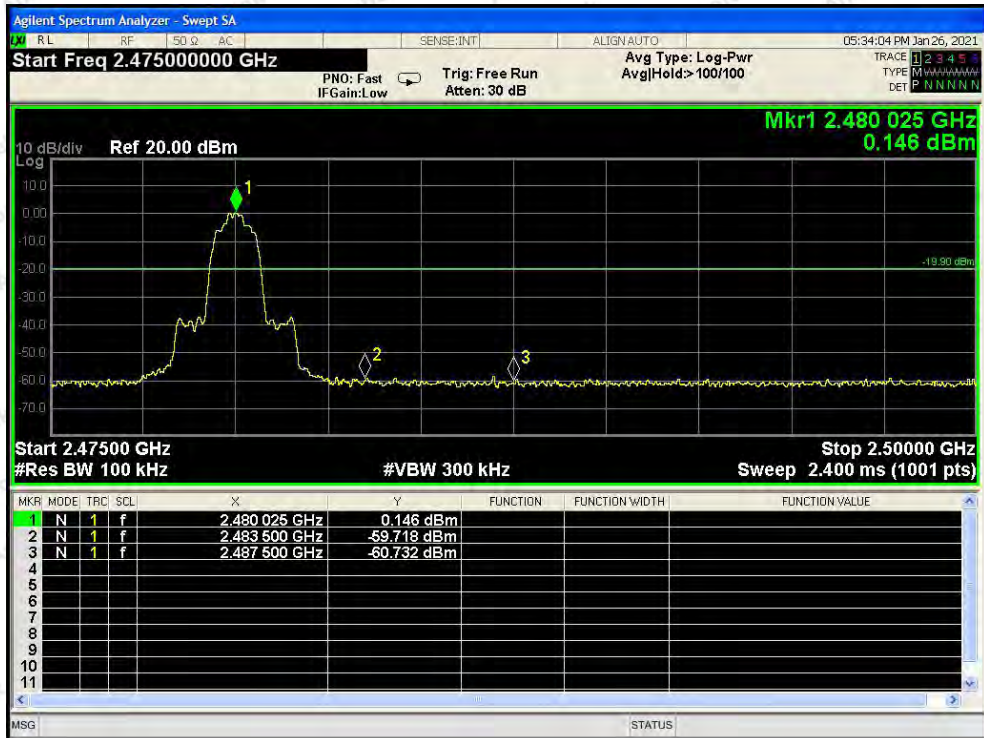 Agilent Spectrum Analyzer - Swept SA
LXI RL RF 50 Ω AC SENSE:INT ALIGNAUTO 05:34:04 PM Jan 26, 2021
Start Freq 2.475000000 GHz
PNO: Fast
IFGain:Low
Trig: Free Run
Atten: 30 dB
Avg Type: Log-Pwr
Avg|Hold:> 100/100
TRACE 1 2 3 4 5 6
TYPE M
DET P N N N N N
Mkr1 2.480 025 GHz
0.146 dBm
10 dB/div Ref 20.00 dBm
Log
10.0
0.00
-10.0
-20.0
-30.0
-40.0
-50.0
-60.0
-70.0
1
-19.90 dBm
2
3
Start 2.47500 GHz Stop 2.50000 GHz
#Res BW 100 kHz #VBW 300 kHz Sweep 2.400 ms (1001 pts)
MKR MODE TRC SCL X Y FUNCTION FUNCTION WIDTH FUNCTION VALUE
1 N 1 f 2.480 025 GHz 0.146 dBm
2 N 1 f 2.483 500 GHz -59.718 dBm
3 N 1 f 2.487 500 GHz -60.732 dBm
4
5
6
7
8
9
10
11
MSG STATUS